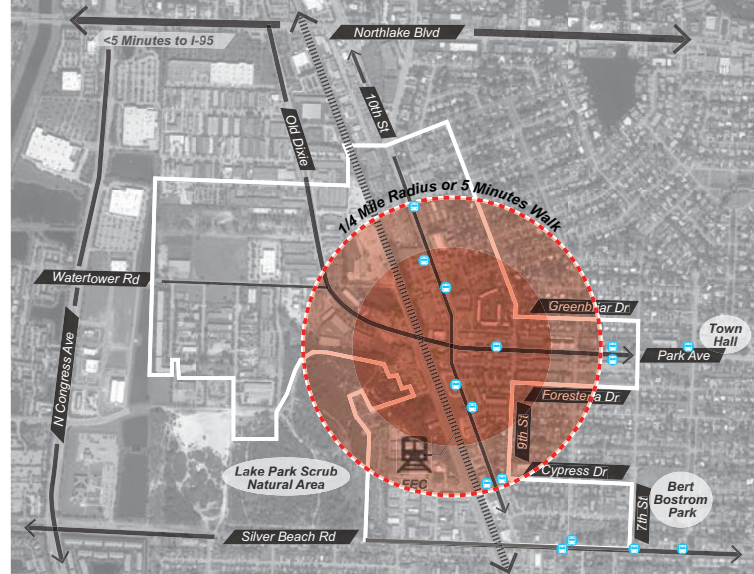 Northlake Blvd
<5 Minutes to I-95
10th St
Old Dixie
1/4 Mile Radius or 5 Minutes Walk
Watertower Rd
Greenbriar Dr
Town
Hall
Park Ave
N Congress Ave
Foresteria Dr
9th St
FEC
Cypress Dr
Lake Park Scrub
Natural Area
7th St
Bert
Bostrom
Park
Silver Beach Rd